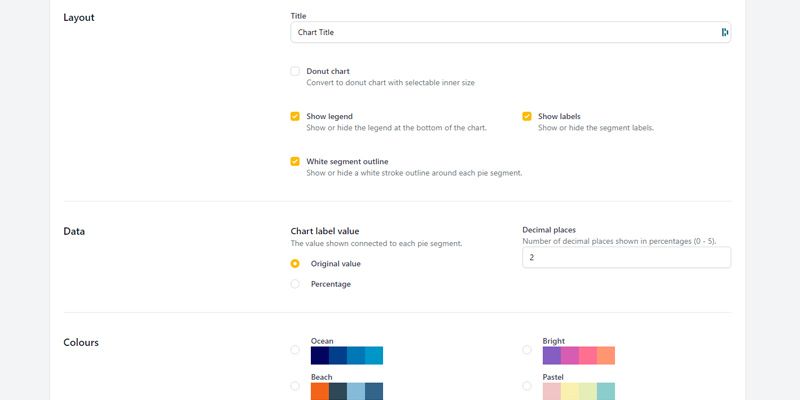 Layout
Title
Chart Title
Donut chart
Convert to donut chart with selectable inner size
Show legend
Show or hide the legend at the bottom of the chart.
Show labels
Show or hide the segment labels.
White segment outline
Show or hide a white stroke outline around each pie segment.
Data
Chart label value
The value shown connected to each pie segment.
Original value
Percentage
Decimal places
Number of decimal places shown in percentages (0 - 5).
2
Colours
Ocean
Bright
Beach
Pastel